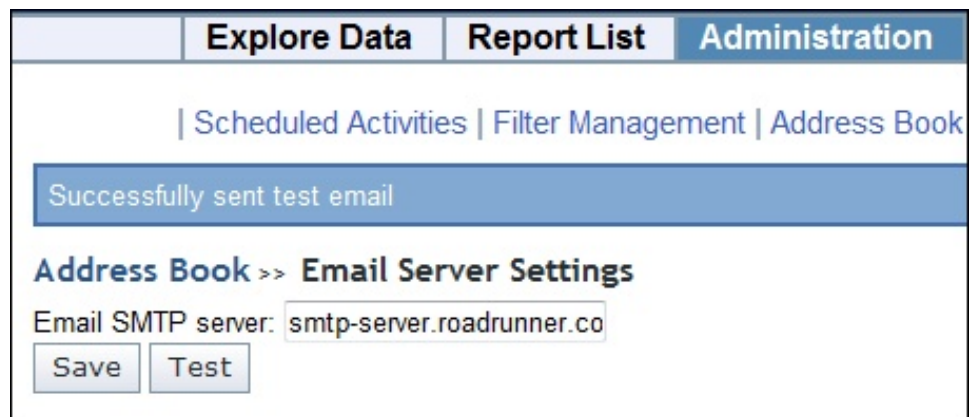 Explore Data Report List Administration
| Scheduled Activities | Filter Management | Address Book
Successfully sent test email
Address Book >> Email Server Settings
Email SMTP server: smtp-server.roadrunner.co
Save Test